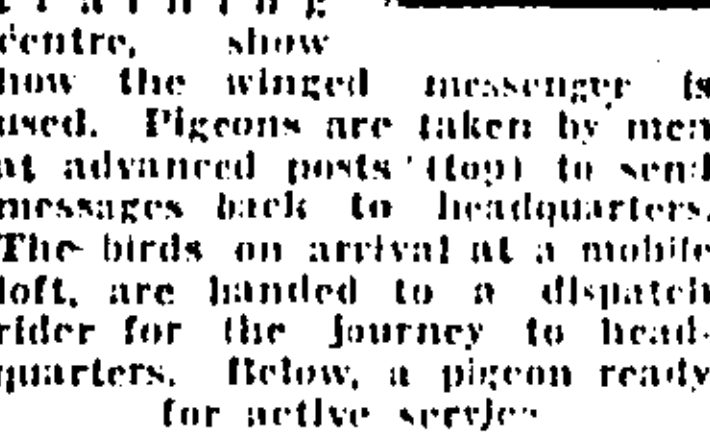 training
centre, show
how the winged messenger is
used. Pigeons are taken by men
at advanced posts (top) to send
messages back to headquarters.
The birds on arrival at a mobile
loft, are handed to a dispatch
rider for the journey to head-
quarters. Below, a pigeon ready
for active service